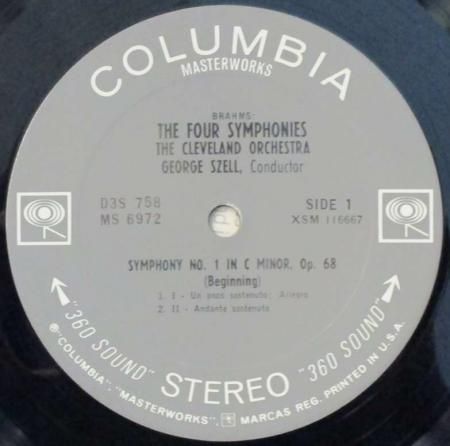 COLUMBIA
MASTERWORKS
BRAHMS:
THE FOUR SYMPHONIES
THE CLEVELAND ORCHESTRA
GEORGE SZELL, Conductor
D3S 758
MS 6972
SIDE 1
XSM 116667
SYMPHONY NO. 1 IN C MINOR, Op. 68
(Beginning)
1. I - Un poco sostenuto; Allegro
2. II - Andante sostenuto
"360 SOUND" STEREO "360 SOUND"
® "COLUMBIA", "MASTERWORKS", MARCAS REG. PRINTED IN U.S.A.